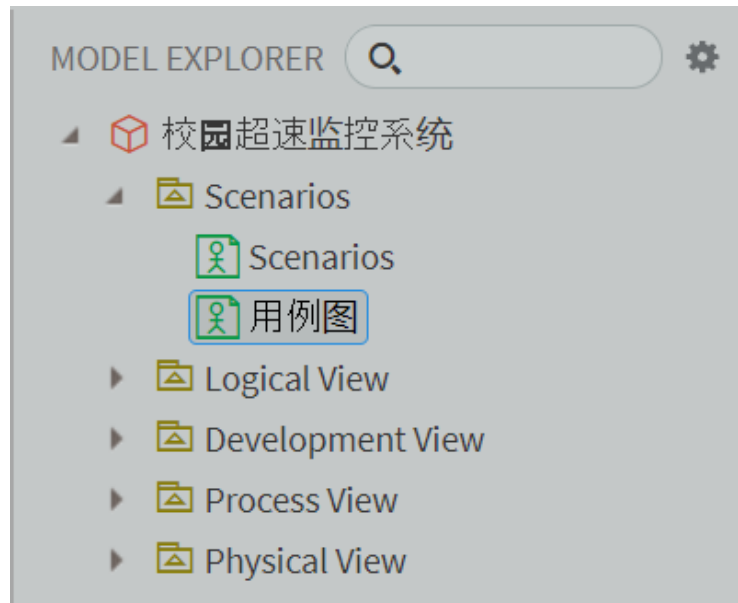 MODEL EXPLORER
校园超速监控系统
Scenarios
Scenarios
用例图
Logical View
Development View
Process View
Physical View